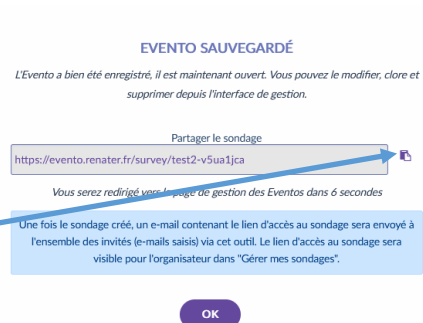 EVENTO SAUVEGARDÉ
L'Evento a bien été enregistré, il est maintenant ouvert. Vous pouvez le modifier, clore et
supprimer depuis l'interface de gestion.
Partager le sondage
https://evento.renater.fr/survey/test2-v5ua1jca
Vous serez redirigé vers la page de gestion des Eventos dans 6 secondes
Une fois le sondage créé, un e-mail contenant le lien d'accès au sondage sera envoyé à
l'ensemble des invités (e-mails saisis) via cet outil. Le lien d'accès au sondage sera
visible pour l'organisateur dans "Gérer mes sondages".
OK